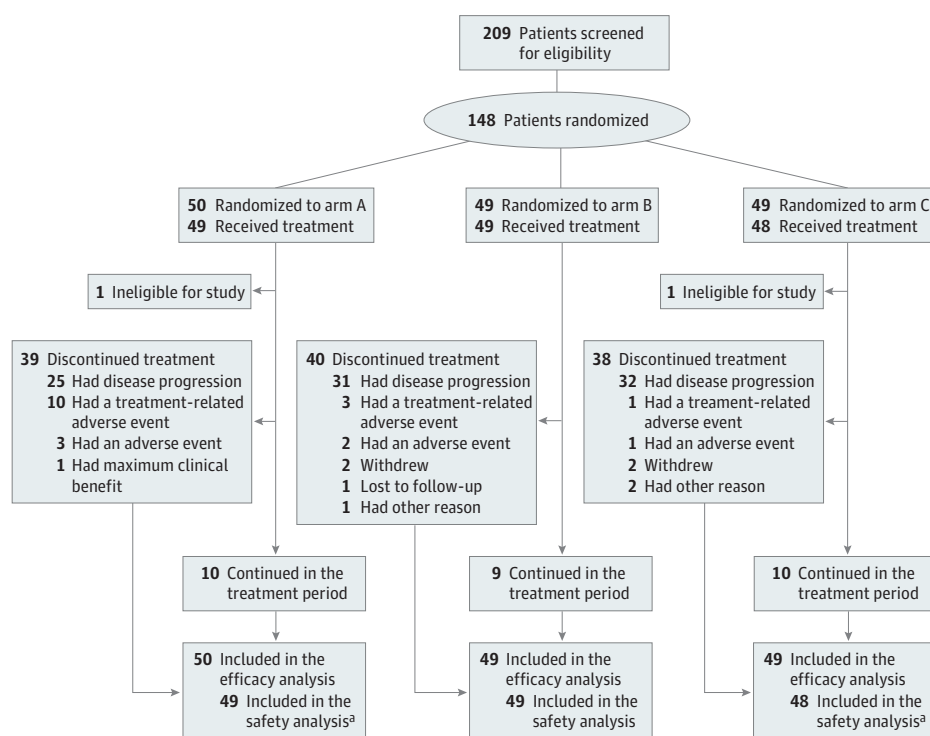 209 Patients screened
for eligibility
148 Patients randomized
50 Randomized to arm A
49 Received treatment
49 Randomized to arm B
49 Received treatment
49 Randomized to arm C
48 Received treatment
1 Ineligible for study
1 Ineligible for study
39 Discontinued treatment
25 Had disease progression
10 Had a treatment-related
adverse event
3 Had an adverse event
1 Had maximum clinical
benefit
40 Discontinued treatment
31 Had disease progression
3 Had a treatment-related
adverse event
2 Had an adverse event
2 Withdrew
1 Lost to follow-up
1 Had other reason
38 Discontinued treatment
32 Had disease progression
1 Had a treament-related
adverse event
1 Had an adverse event
2 Withdrew
2 Had other reason
10 Continued in the
treatment period
9 Continued in the
treatment period
10 Continued in the
treatment period
50 Included in the
efficacy analysis
49 Included in the
safety analysisᵃ
49 Included in the
efficacy analysis
49 Included in the
safety analysis
49 Included in the
efficacy analysis
48 Included in the
safety analysisᵃ